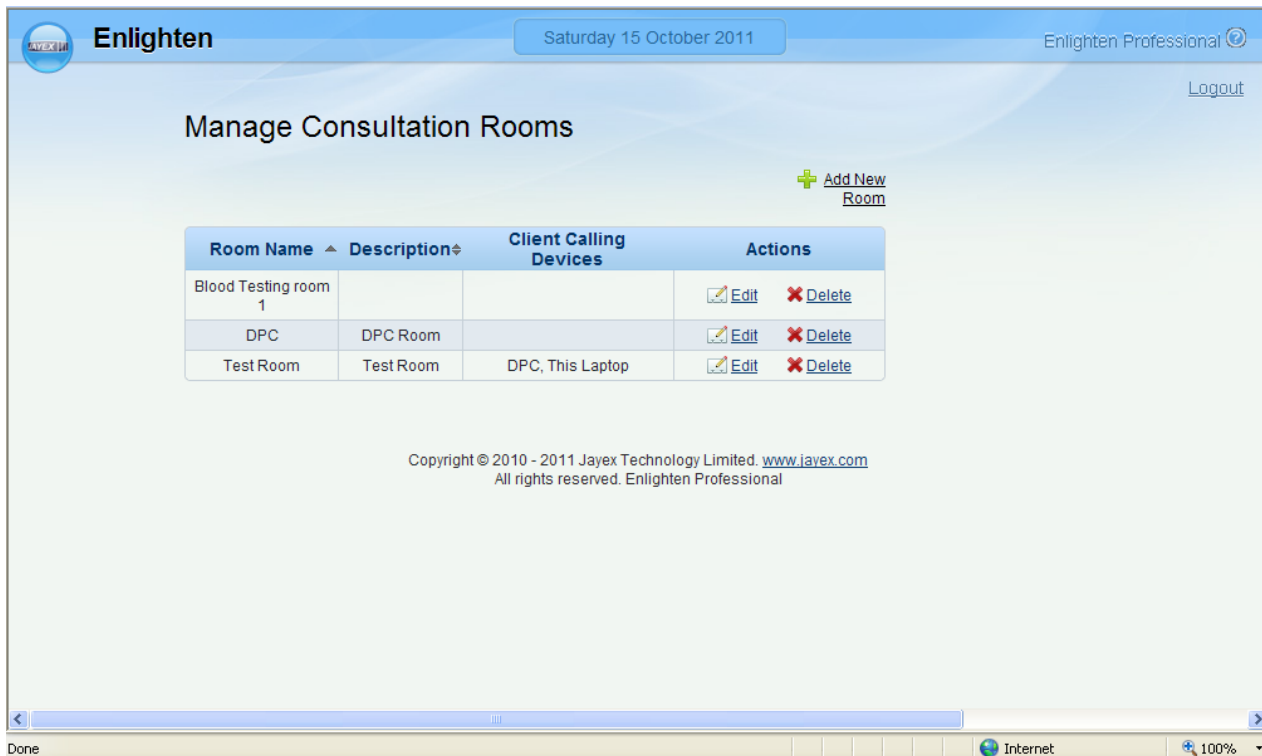 JAYEX
Enlighten
Saturday 15 October 2011
Enlighten Professional ?
Logout
Manage Consultation Rooms
Add New
Room
Room Name Description Client Calling
Devices Actions
Blood Testing room
1 Edit Delete
DPC DPC Room Edit Delete
Test Room Test Room DPC, This Laptop Edit Delete
Copyright © 2010 - 2011 Jayex Technology Limited. www.jayex.com
All rights reserved. Enlighten Professional
Done Internet 100%